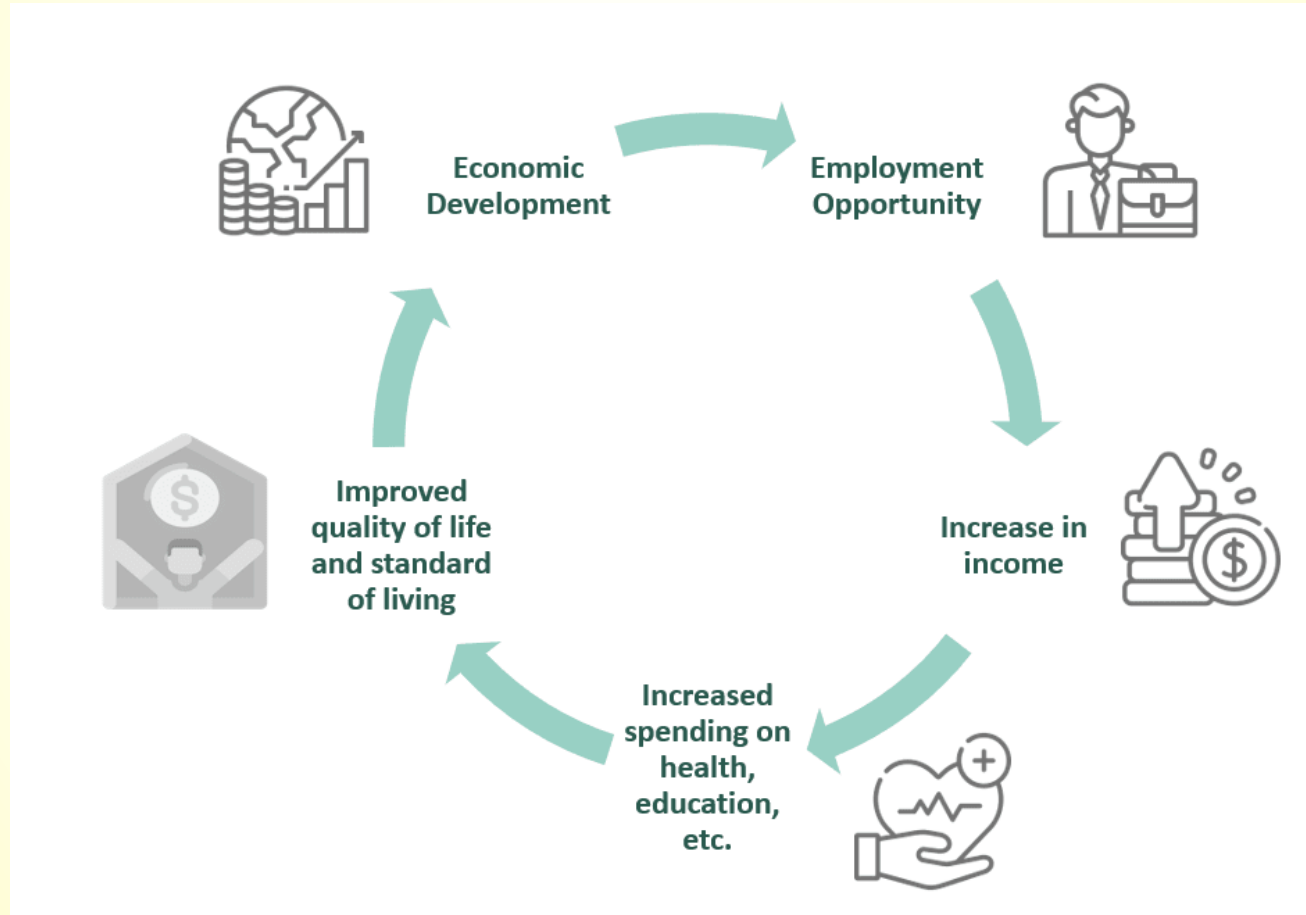 Economic
Development
Employment
Opportunity
Increase in
income
Increased
spending on
health,
education,
etc.
Improved
quality of life
and standard
of living
$
$